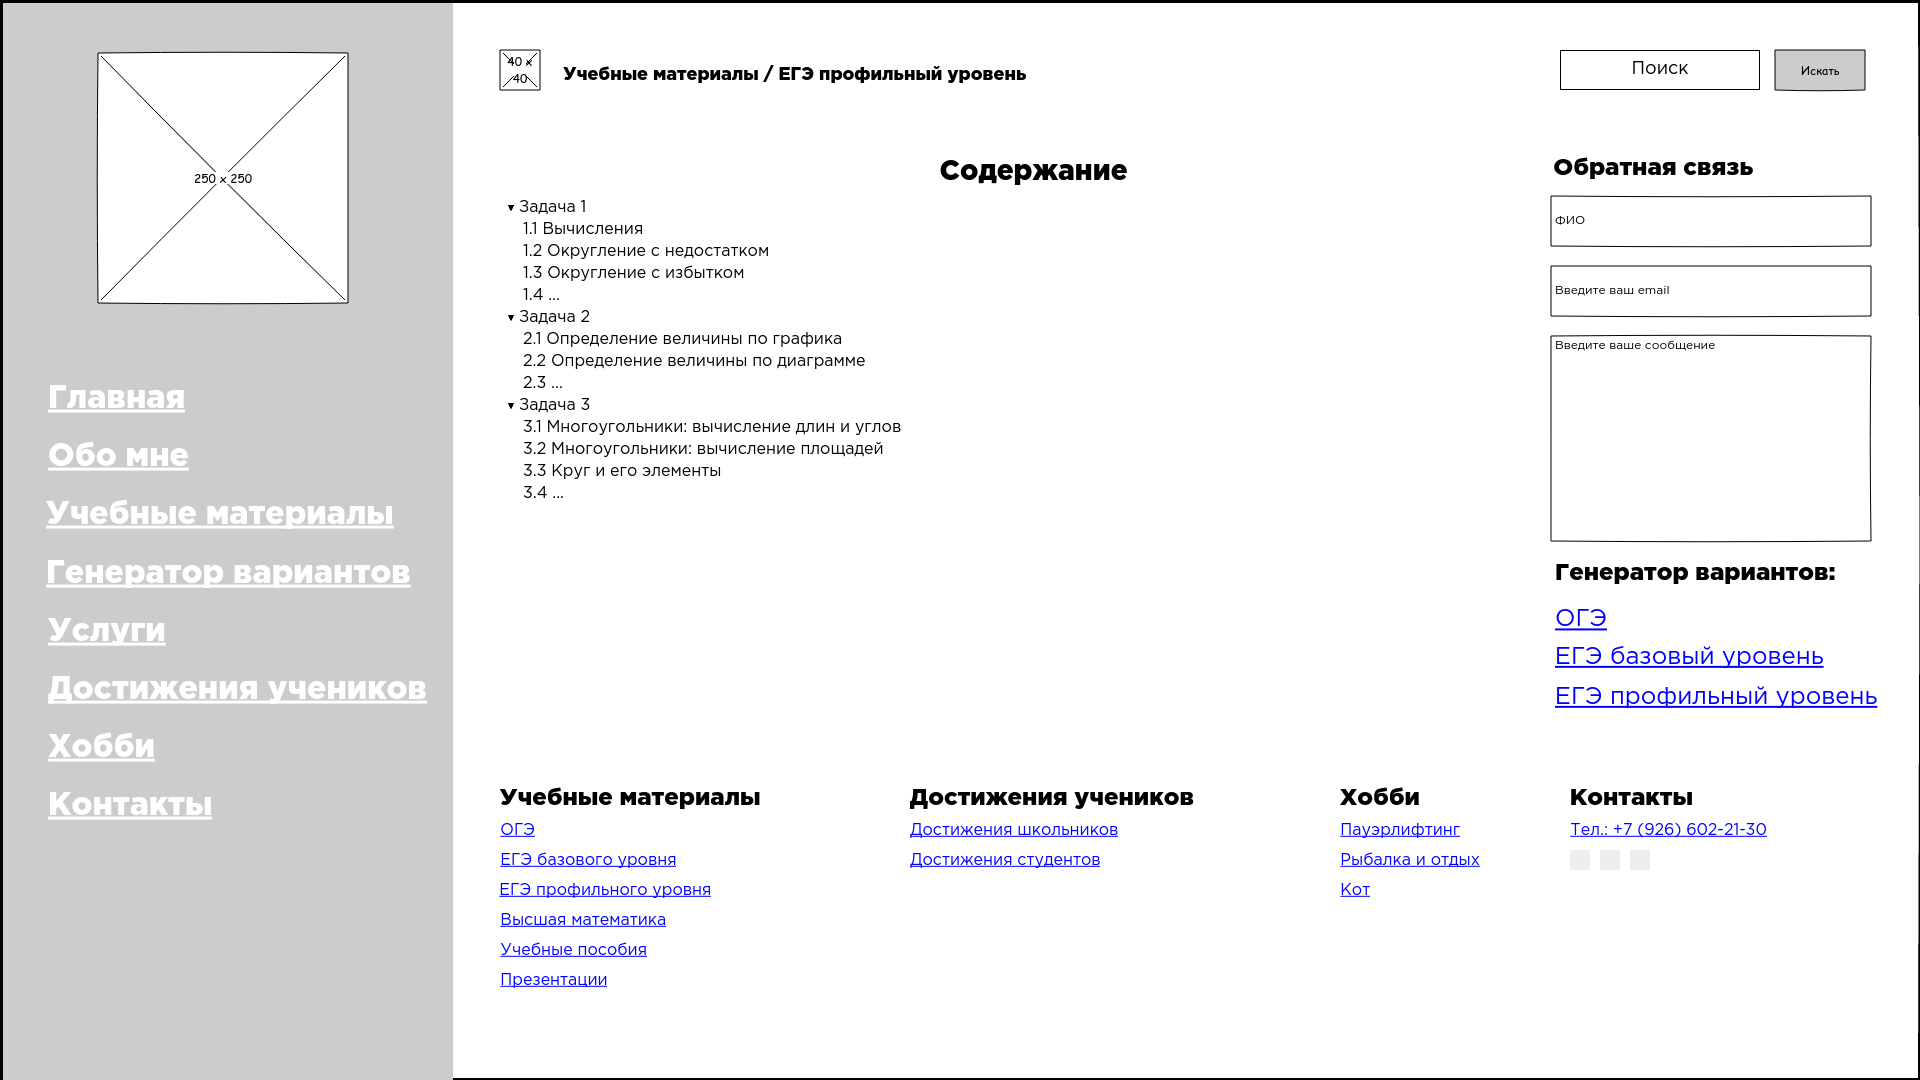 250 x 250
Главная
Обо мне
Учебные материалы
Генератор вариантов
Услуги
Достижения учеников
Хобби
Контакты
40 x
40
Учебные материалы / ЕГЭ профильный уровень
Поиск
Искать
Содержание
▾ Задача 1
1.1 Вычисления
1.2 Округление с недостатком
1.3 Округление с избытком
1.4 ...
▾ Задача 2
2.1 Определение величины по графика
2.2 Определение величины по диаграмме
2.3 ...
▾ Задача 3
3.1 Многоугольники: вычисление длин и углов
3.2 Многоугольники: вычисление площадей
3.3 Круг и его элементы
3.4 ...
Обратная связь
ФИО
Введите ваш email
Введите ваше сообщение
Генератор вариантов:
ОГЭ
ЕГЭ базовый уровень
ЕГЭ профильный уровень
Учебные материалы
ОГЭ
ЕГЭ базового уровня
ЕГЭ профильного уровня
Высшая математика
Учебные пособия
Презентации
Достижения учеников
Достижения школьников
Достижения студентов
Хобби
Пауэрлифтинг
Рыбалка и отдых
Кот
Контакты
Тел.: +7 (926) 602-21-30